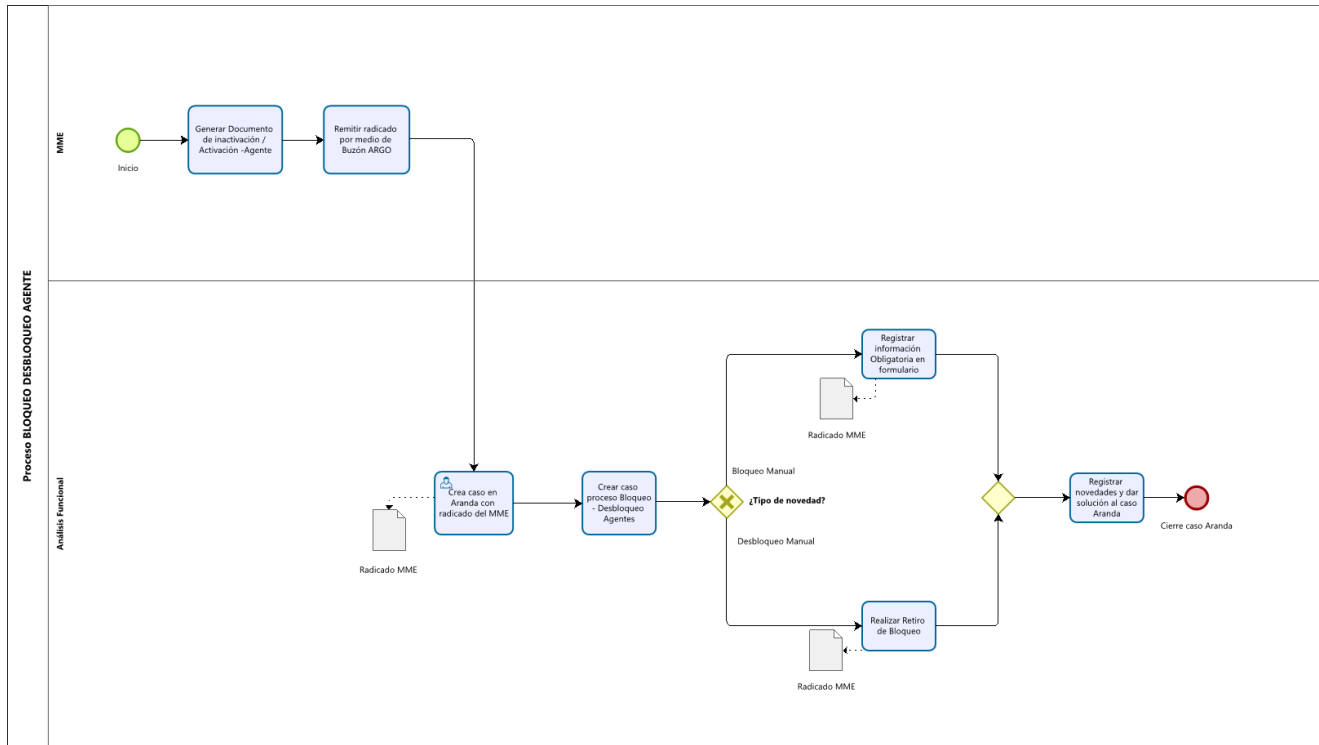 Proceso BLOQUEO DESBLOQUEO AGENTE
MME
Inicio
Generar Documento
de inactivación /
Activación -Agente
Remitir radicado
por medio de
Buzón ARGO
Análisis Funcional
Crea caso en
Aranda con
radicado del MME
Radicado MME
Crear caso
proceso Bloqueo
- Desbloqueo
Agentes
¿Tipo de novedad?
Bloqueo Manual
Registrar
información
Obligatoria en
formulario
Radicado MME
Desbloqueo Manual
Realizar Retiro
de Bloqueo
Radicado MME
Registrar
novedades y dar
solución al caso
Aranda
Cierre caso Aranda